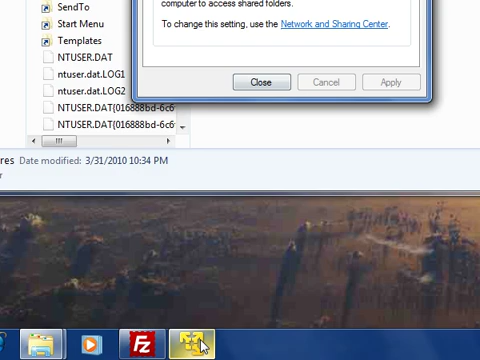 SendTo
Start Menu
Templates
NTUSER.DAT
ntuser.dat.LOG1
ntuser.dat.LOG2
NTUSER.DAT{016888bd-6c6
NTUSER.DAT{016888bd-6c6
computer to access shared folders.
To change this setting, use the Network and Sharing Center.
Close
Cancel
Apply
res Date modified: 3/31/2010 10:34 PM
r
FZ